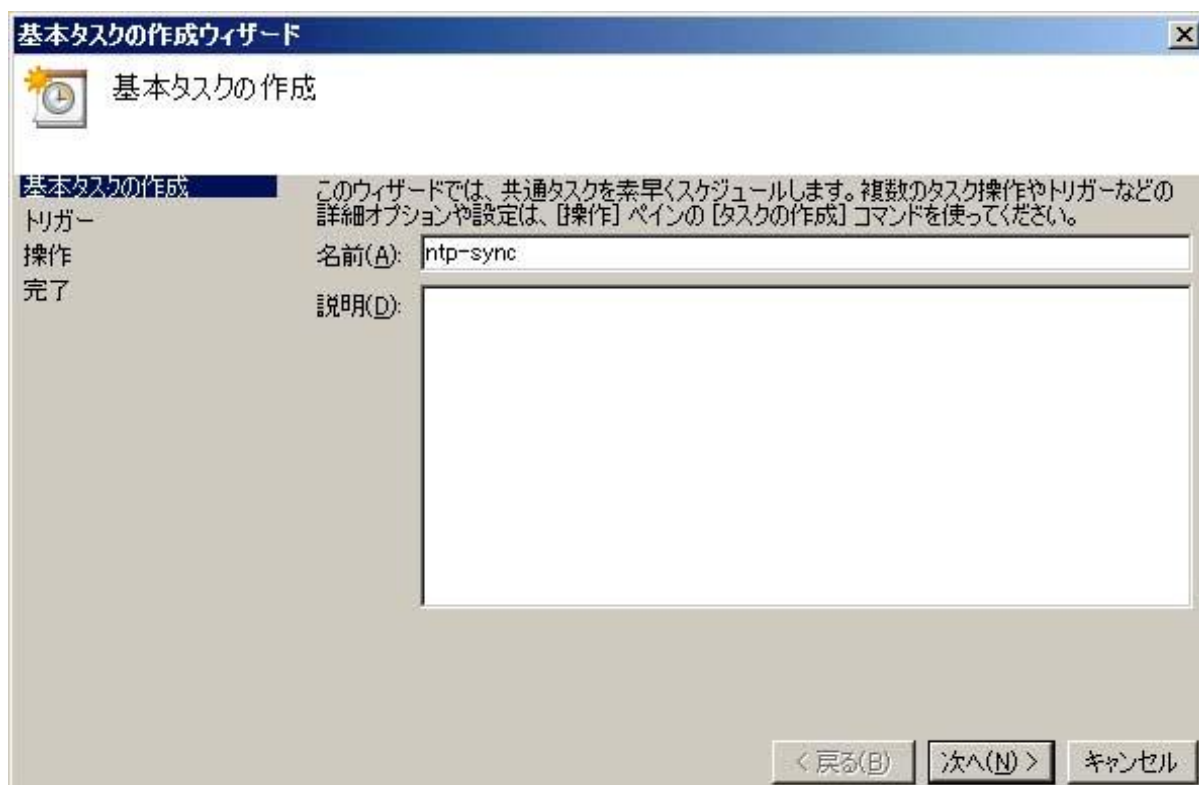 基本タスクの作成ウィザード
基本タスクの作成
基本タスクの作成
トリガー
操作
完了
このウィザードでは、共通タスクを素早くスケジュールします。複数のタスク操作やトリガーなどの
詳細オプションや設定は、[操作] ペインの [タスクの作成] コマンドを使ってください。
名前(A): ntp-sync
説明(D):
< 戻る(B) 次へ(N) > キャンセル